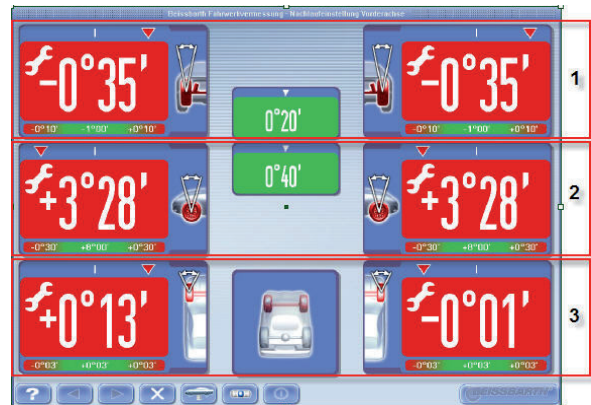 Beissbarth Fahrwerkvermessung - Nachlaufeinstellung Vorderachse
-0°35' -0°35' 1
0°20'
-0°10' -1°00' +0°10' -0°10' -1°00' +0°10'
0°40'
+3°28' +3°28' 2
-0°30' +6°00' +0°30' -0°30' +6°00' +0°30'
+0°13' -0°01' 3
-0°03' +0°03' +0°03' -0°03' +0°03' +0°03'
?
BEISSBARTH